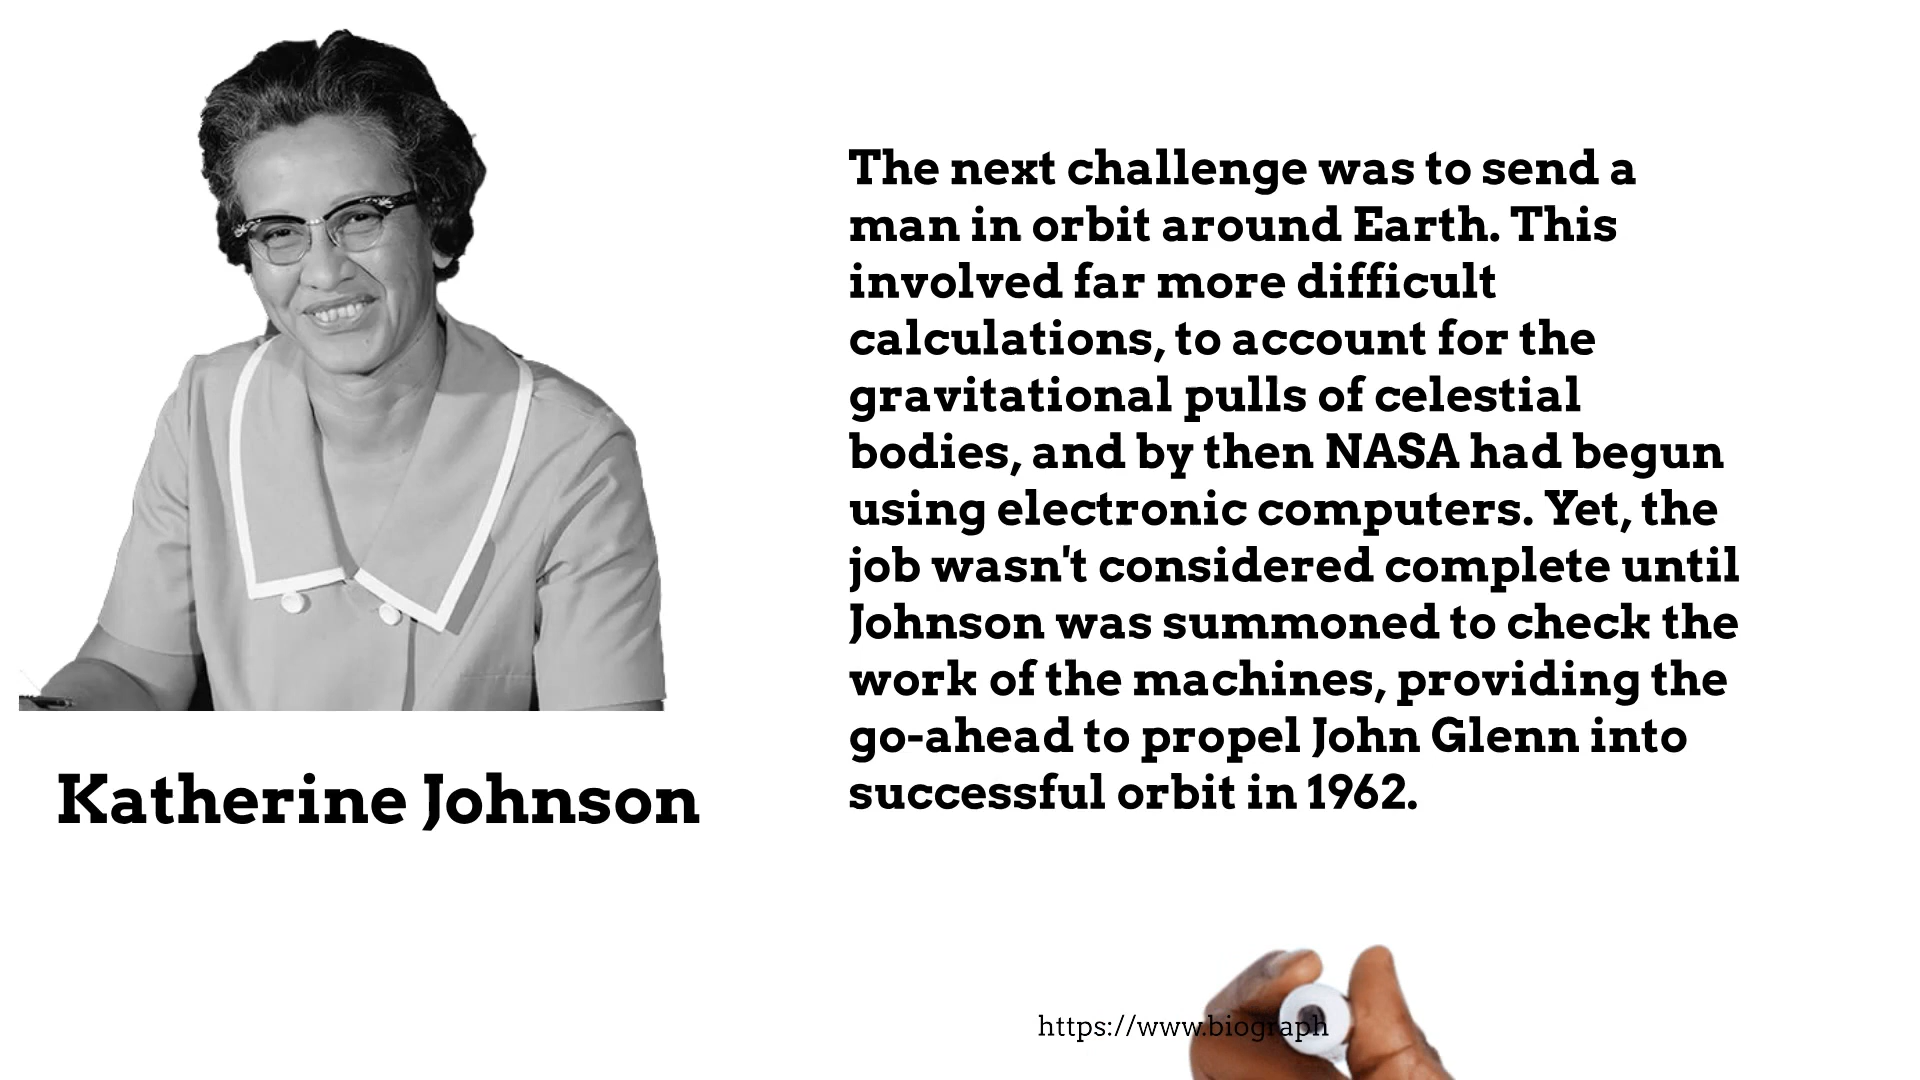 The next challenge was to send a
man in orbit around Earth. This
involved far more difficult
calculations, to account for the
gravitational pulls of celestial
bodies, and by then NASA had begun
using electronic computers. Yet, the
job wasn't considered complete until
Johnson was summoned to check the
work of the machines, providing the
go-ahead to propel John Glenn into
successful orbit in 1962.
Katherine Johnson
https://www.biograph